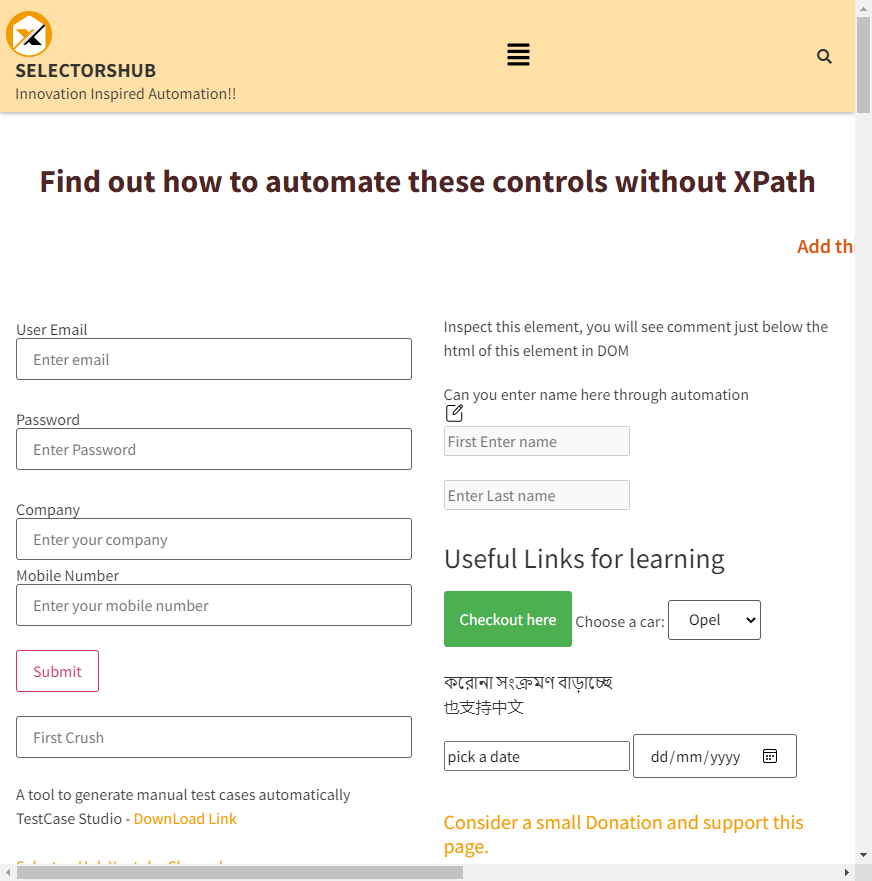 SELECTORSHUB
Innovation Inspired Automation!!
Find out how to automate these controls without XPath
Add thi
User Email
Enter email
Password
Enter Password
Company
Enter your company
Mobile Number
Enter your mobile number
Submit
First Crush
A tool to generate manual test cases automatically
TestCase Studio - DownLoad Link
Inspect this element, you will see comment just below the
html of this element in DOM
Can you enter name here through automation
First Enter name
Enter Last name
Useful Links for learning
Checkout here Choose a car: Opel
করোনা সংক্রমণ বাড়াচ্ছে
也支持中文
pick a date dd/mm/yyyy
Consider a small Donation and support this
page.